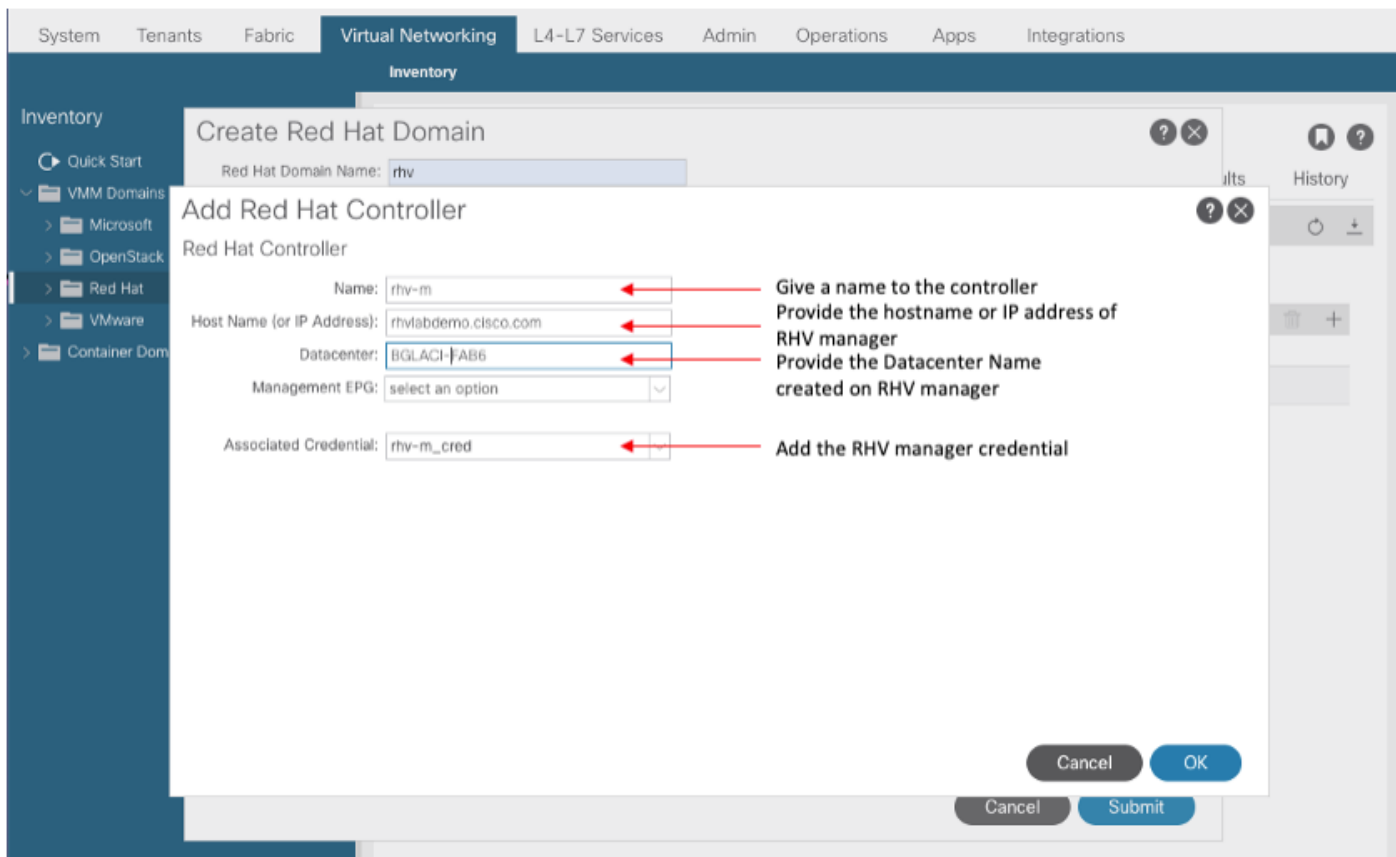 System Tenants Fabric Virtual Networking L4-L7 Services Admin Operations Apps Integrations
Inventory
Inventory
Quick Start
VMM Domains
Microsoft
OpenStack
Red Hat
VMware
Container Dom
Create Red Hat Domain
Red Hat Domain Name: rhv
ults History
Add Red Hat Controller
Red Hat Controller
Name: rhv-m
Give a name to the controller
Host Name (or IP Address): rhvlabdemo.cisco.com
Provide the hostname or IP address of
RHV manager
Datacenter: BGLACI-FAB6
Provide the Datacenter Name
created on RHV manager
Management EPG: select an option
Associated Credential: rhv-m_cred
Add the RHV manager credential
Cancel OK
Cancel Submit